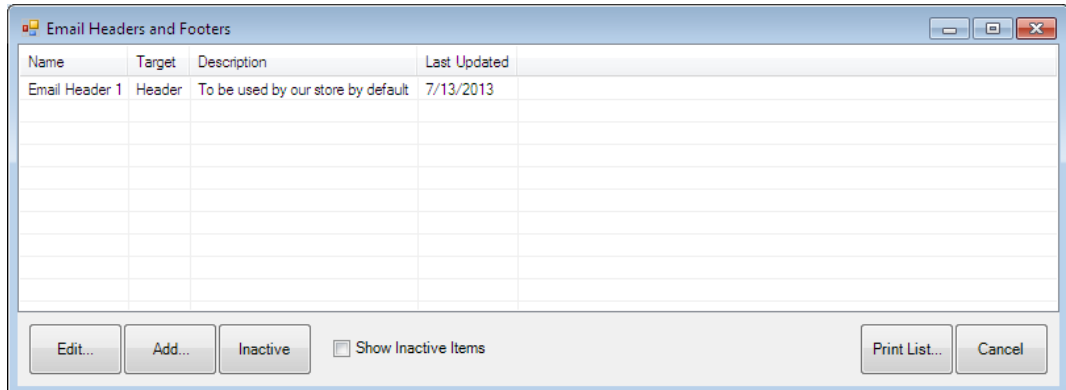 Email Headers and Footers
Name Target Description Last Updated
Email Header 1 Header To be used by our store by default 7/13/2013
Edit... Add... Inactive Show Inactive Items Print List... Cancel